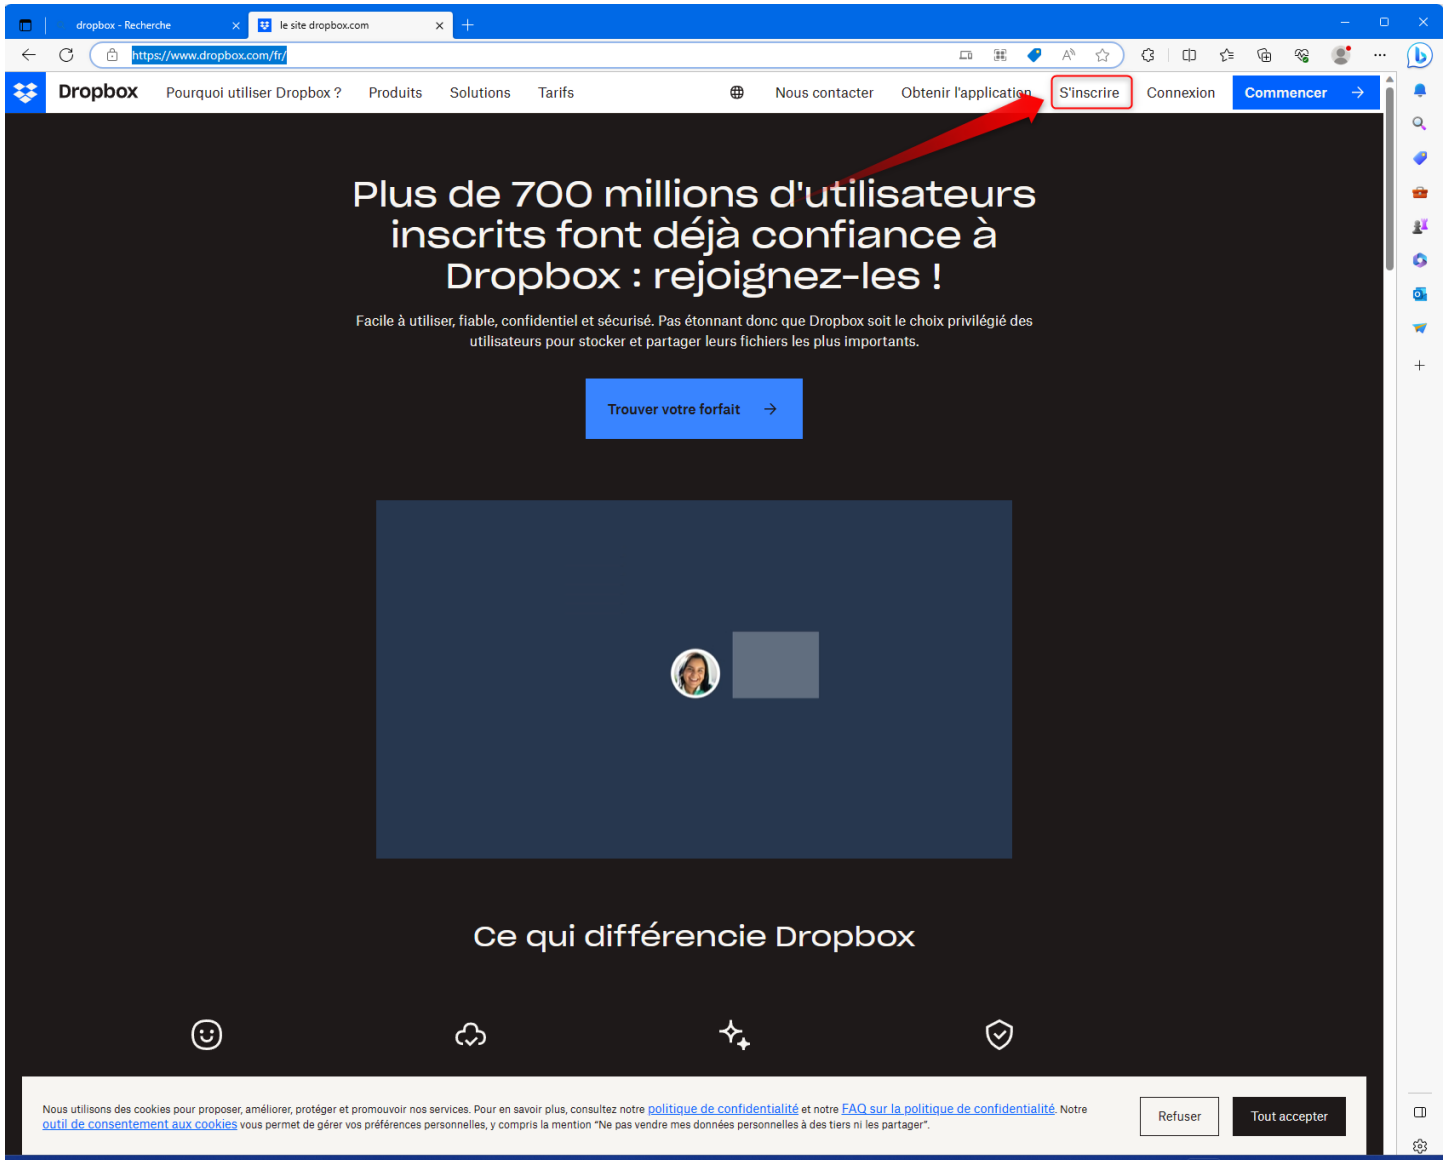 dropbox - Recherche
le site dropbox.com
https://www.dropbox.com/fr/
Dropbox Pourquoi utiliser Dropbox ? Produits Solutions Tarifs Nous contacter Obtenir l'application S'inscrire Connexion Commencer
Plus de 700 millions d'utilisateurs
inscrits font déjà confiance à
Dropbox : rejoignez-les !
Facile à utiliser, fiable, confidentiel et sécurisé. Pas étonnant donc que Dropbox soit le choix privilégié des
utilisateurs pour stocker et partager leurs fichiers les plus importants.
Trouver votre forfait
Ce qui différencie Dropbox
Nous utilisons des cookies pour proposer, améliorer, protéger et promouvoir nos services. Pour en savoir plus, consultez notre politique de confidentialité et notre FAQ sur la politique de confidentialité. Notre
outil de consentement aux cookies vous permet de gérer vos préférences personnelles, y compris la mention “Ne pas vendre mes données personnelles à des tiers ni les partager”.
Refuser
Tout accepter